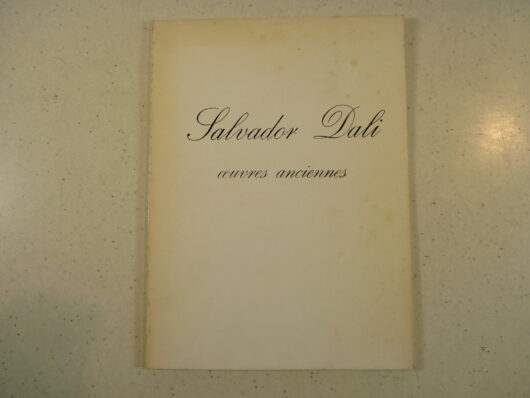 Salvador Dali
œuvres anciennes